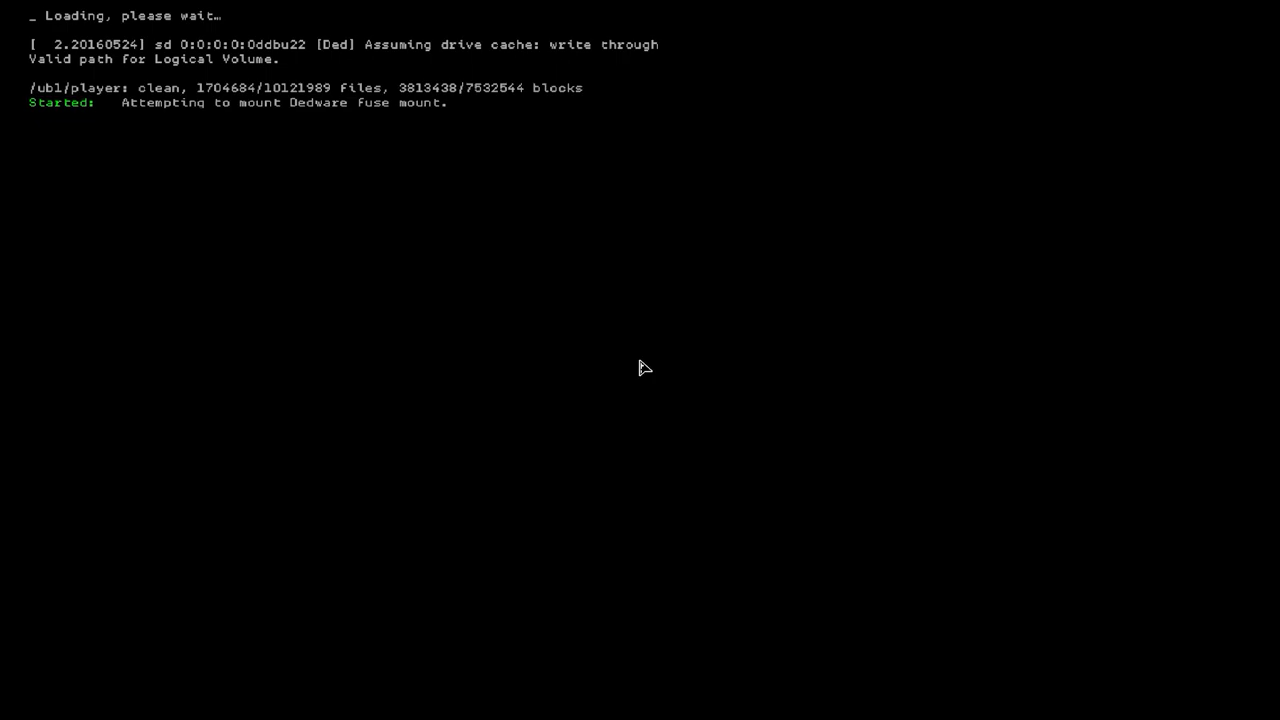 _ Loading, please wait…
[  2.20160524] sd 0:0:0:0:0ddbu22 [Ded] Assuming drive cache: write through
Valid path for Logical Volume.
/ubl/player: clean, 1704684/10121989 files, 3813438/7532544 blocks
Started:   Attempting to mount Dedware fuse mount.